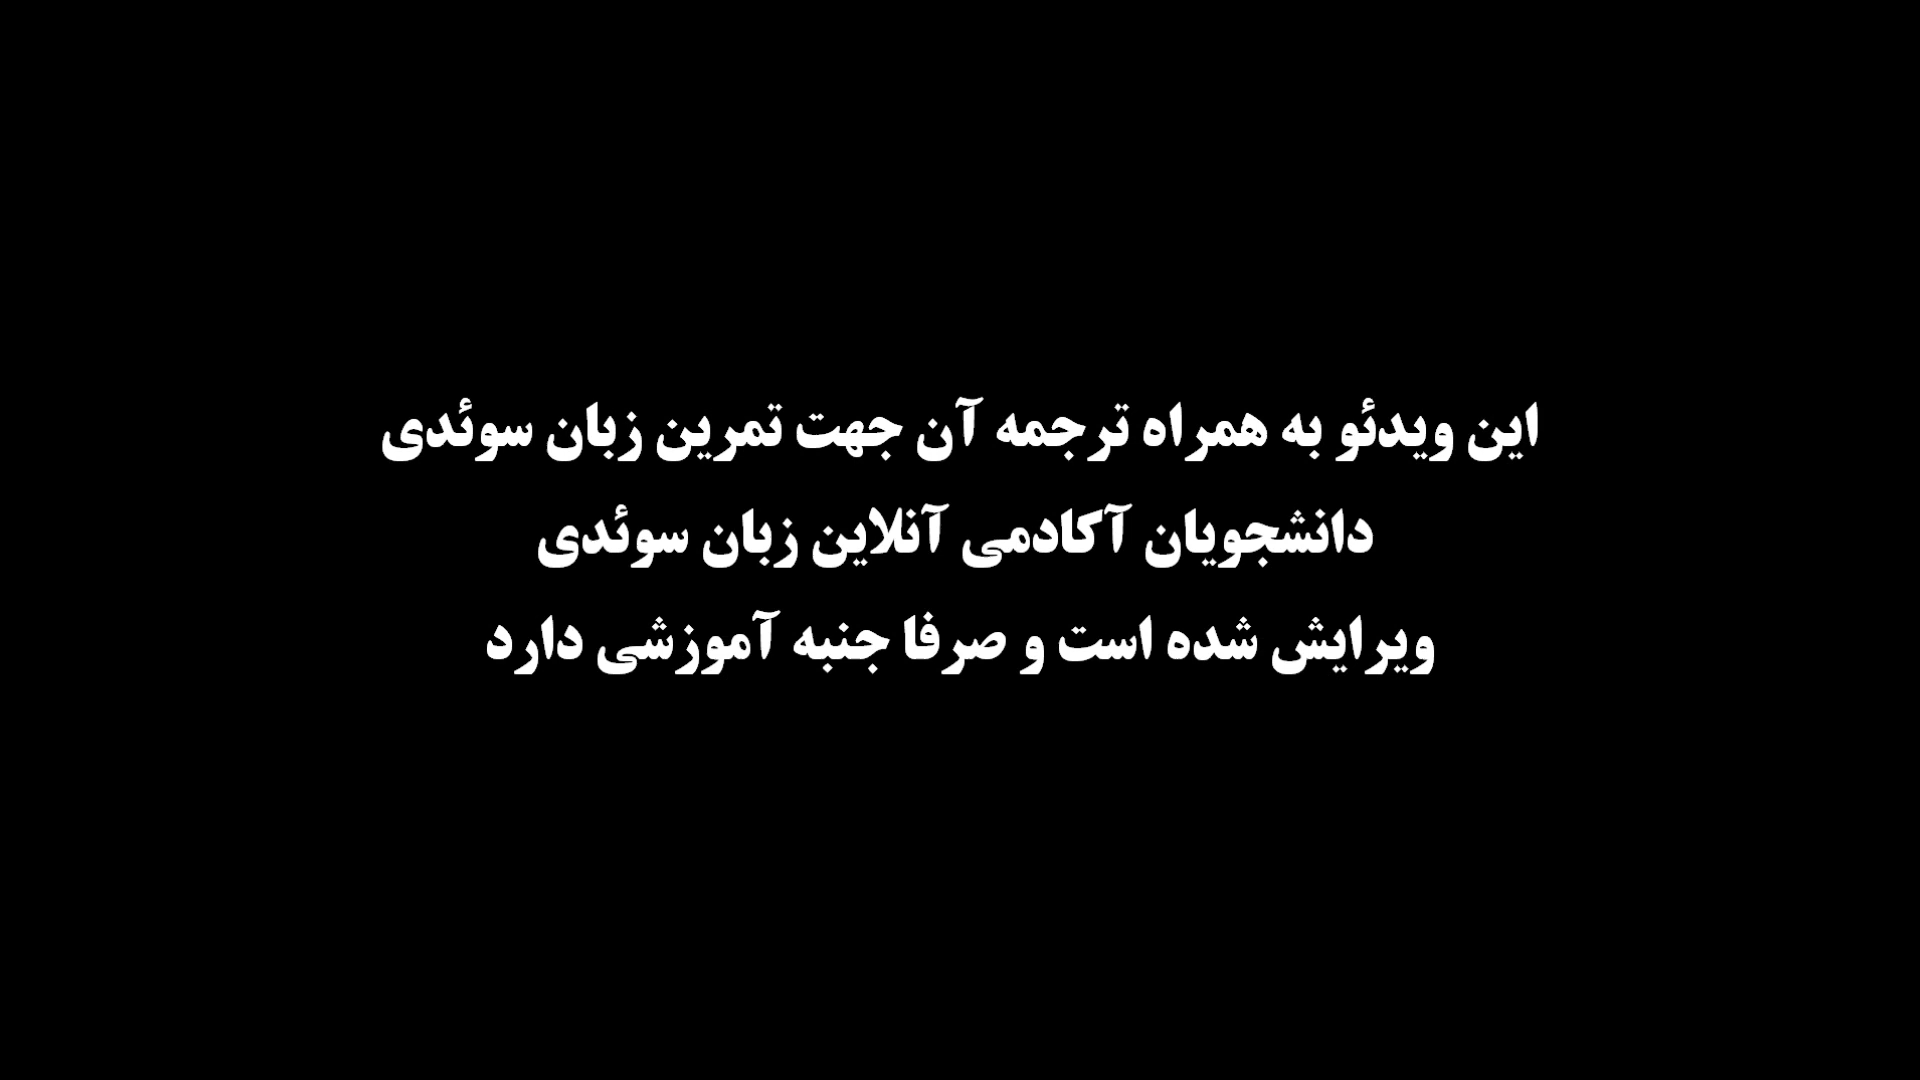 این ویدئو به همراه ترجمه آن جهت تمرین زبان سوئدی
دانشجویان آکادمی آنلاین زبان سوئدی
ویرایش شده است و صرفا جنبه آموزشی دارد